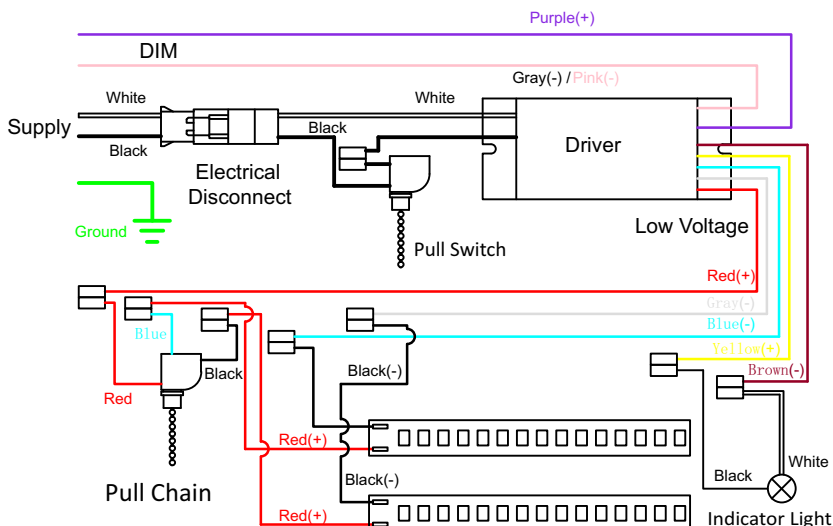 Purple(+)
DIM
Gray(-) /Pink(-)
White
White
Supply
Black
Black
Driver
Electrical
Disconnect
Ground
Pull Switch
Low Voltage
Red(+)
Gray(-)
Blue(-)
Blue
Yellow(+)
Black
Black(-)
Brown(-)
Red
Red(+)
White
Black(-)
Black
Pull Chain
Red(+)
Indicator Light